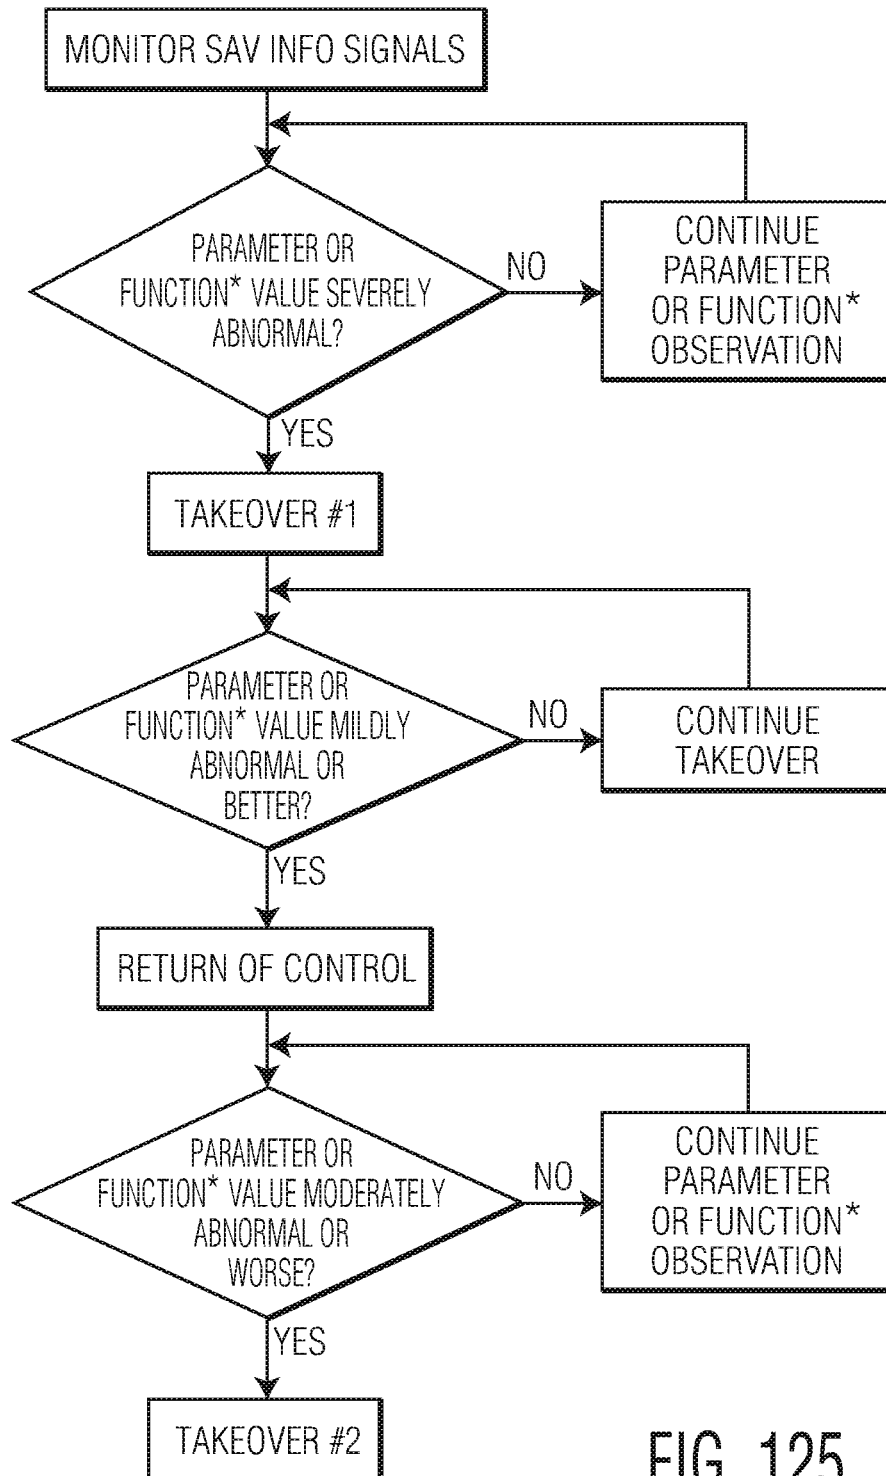 MONITOR SAV INFO SIGNALS
PARAMETER OR
FUNCTION* VALUE SEVERELY
ABNORMAL?
NO
CONTINUE
PARAMETER
OR FUNCTION*
OBSERVATION
YES
TAKEOVER #1
PARAMETER OR
FUNCTION* VALUE MILDLY
ABNORMAL OR
BETTER?
NO
CONTINUE
TAKEOVER
YES
RETURN OF CONTROL
PARAMETER OR
FUNCTION* VALUE MODERATELY
ABNORMAL OR
WORSE?
NO
CONTINUE
PARAMETER
OR FUNCTION*
OBSERVATION
YES
TAKEOVER #2
FIG. 125